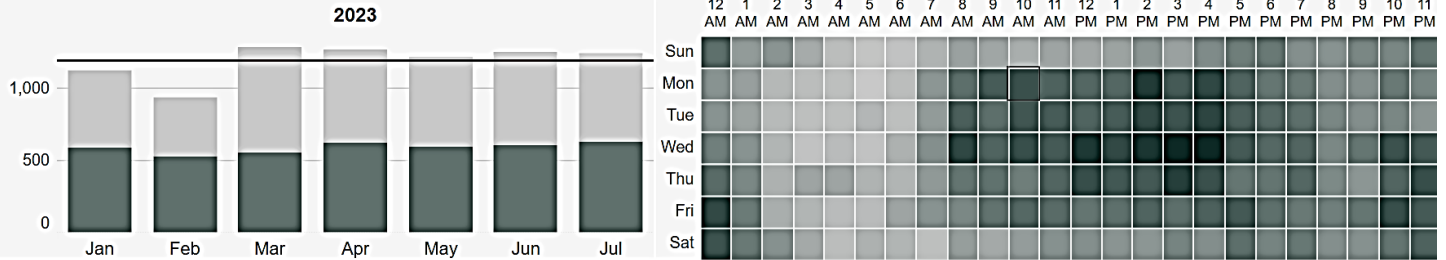 2023
1,000
500
0
Jan Feb Mar Apr May Jun Jul
12 1 2 3 4 5 6 7 8 9 10 11 12 1 2 3 4 5 6 7 8 9 10 11
AM AM AM AM AM AM AM AM AM AM AM AM PM PM PM PM PM PM PM PM PM PM PM PM
Sun
Mon
Tue
Wed
Thu
Fri
Sat